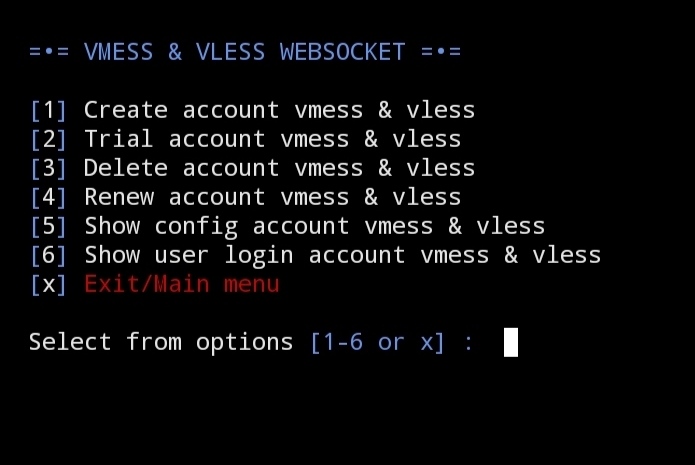 =•= VMESS & VLESS WEBSOCKET =•=
[1] Create account vmess & vless
[2] Trial account vmess & vless
[3] Delete account vmess & vless
[4] Renew account vmess & vless
[5] Show config account vmess & vless
[6] Show user login account vmess & vless
[x] Exit/Main menu
Select from options [1-6 or x] :